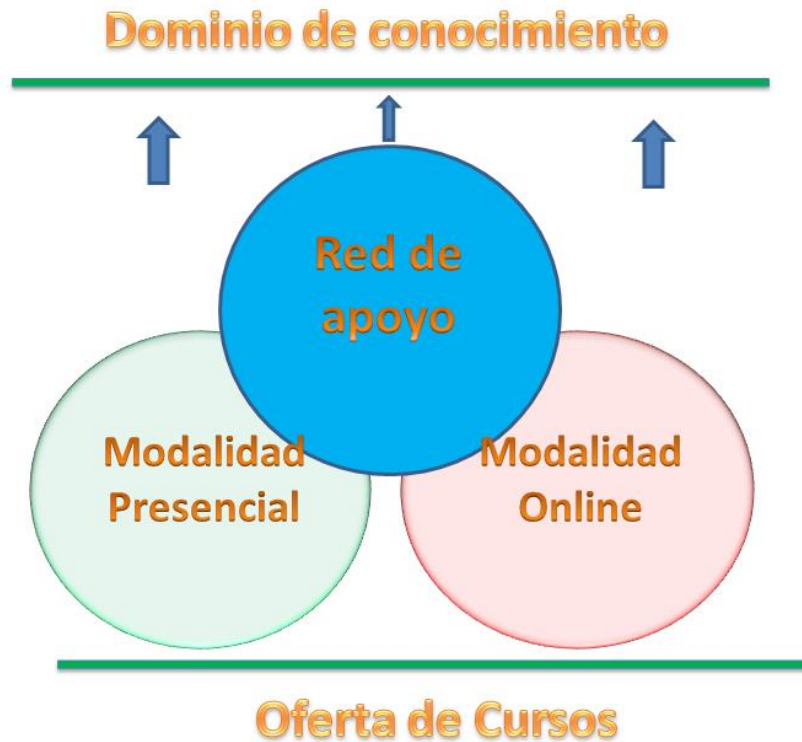 Dominio de conocimiento
Red de
apoyo
Modalidad
Presencial
Modalidad
Online
Oferta de Cursos